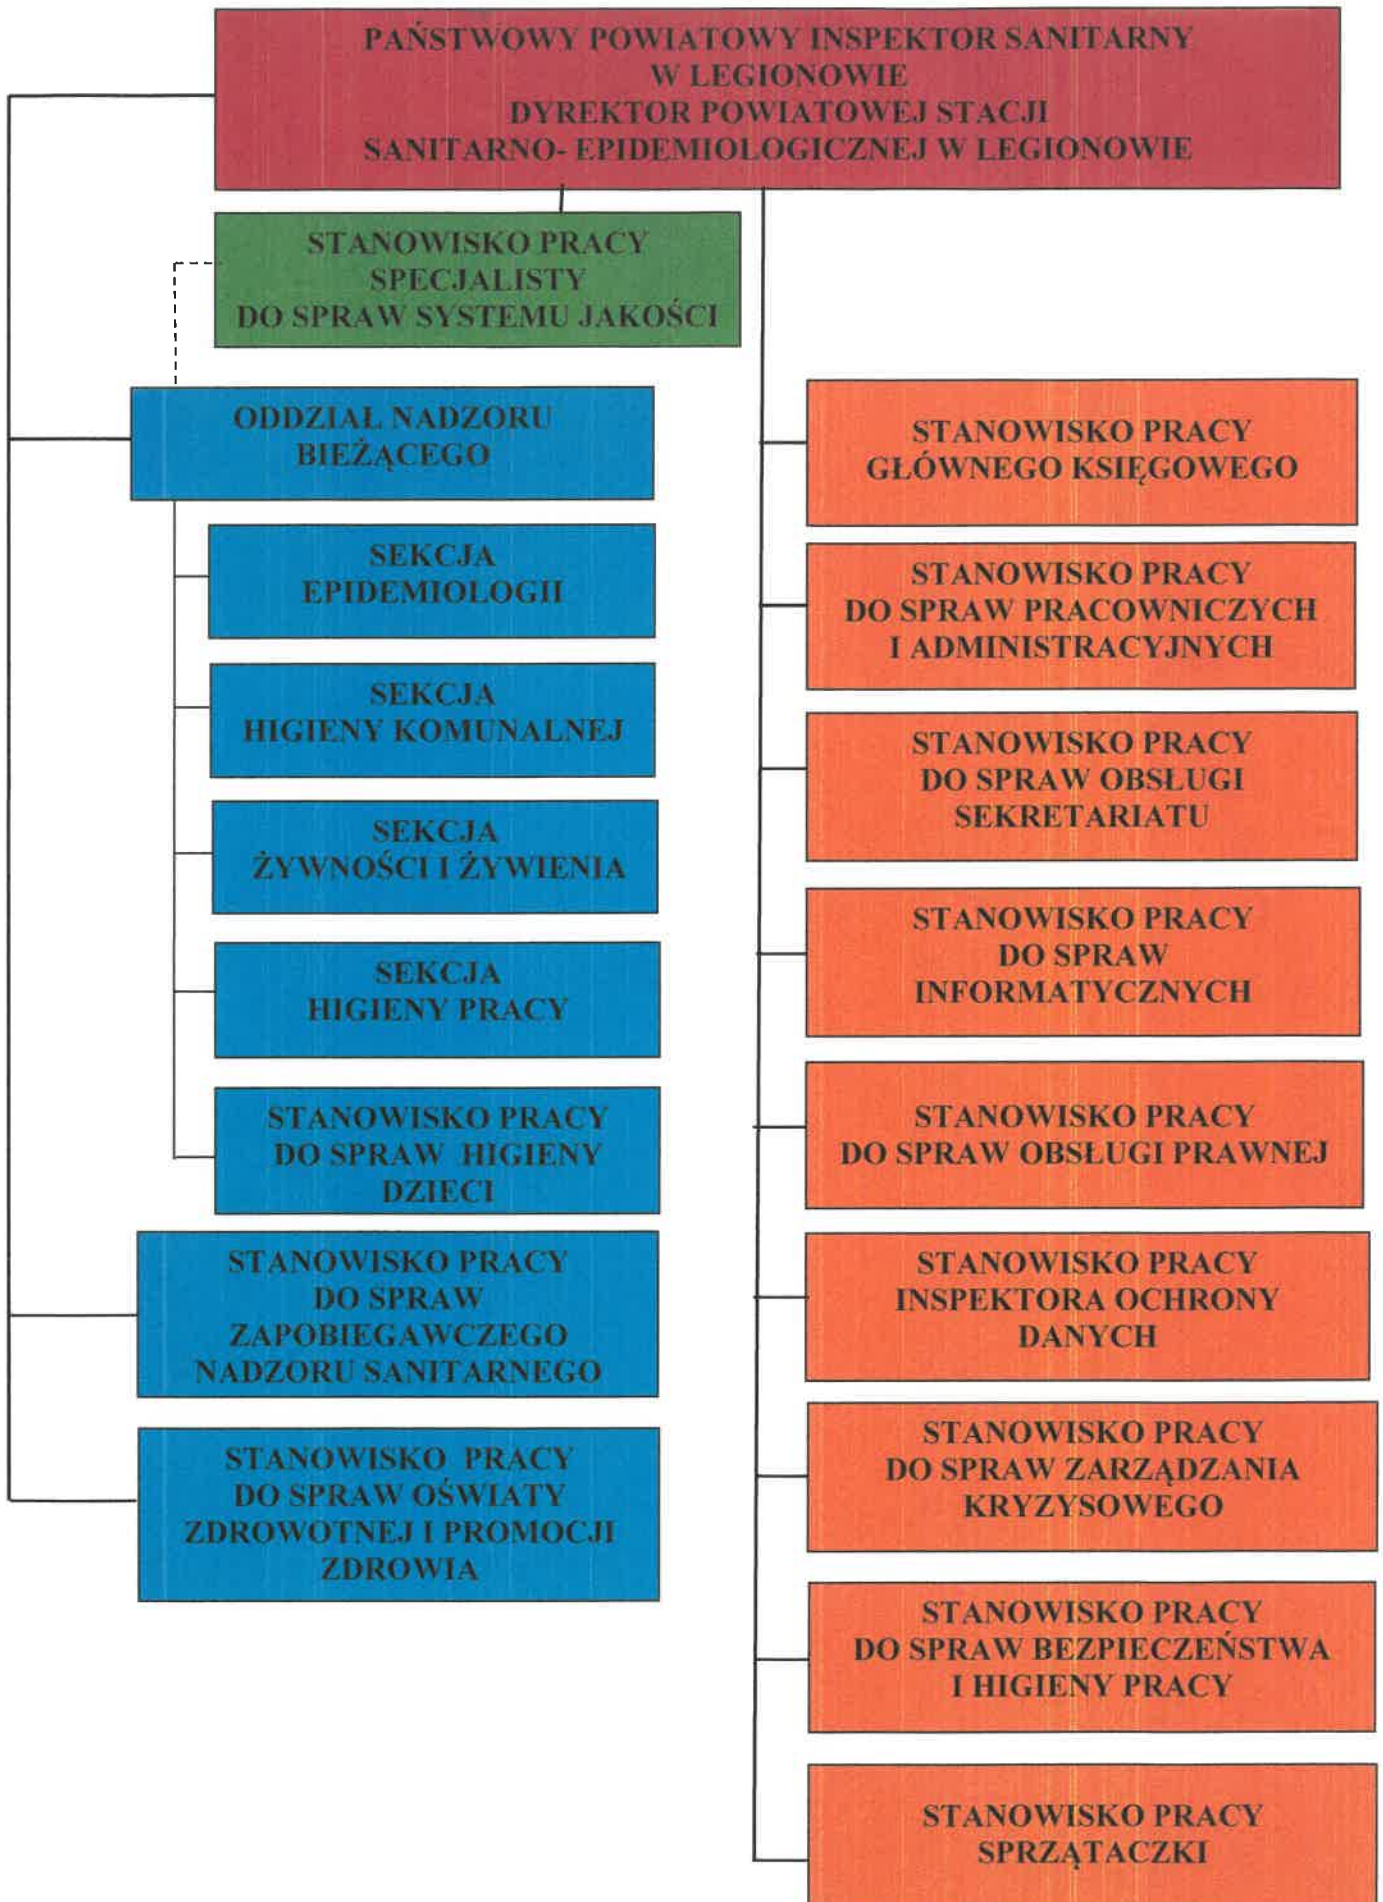 PAŃSTWOWY POWIATOWY INSPEKTOR SANITARNY
W LEGIONOWIE
DYREKTOR POWIATOWEJ STACJI
SANITARNO- EPIDEMIOLOGICZNEJ W LEGIONOWIE
STANOWISKO PRACY
SPECJALISTY
DO SPRAW SYSTEMU JAKOŚCI
ODDZIAŁ NADZORU
BIEŻĄCEGO
SEKCJA
EPIDEMIOLOGII
SEKCJA
HIGIENY KOMUNALNEJ
SEKCJA
ŻYWNOŚCI I ŻYWIENIA
SEKCJA
HIGIENY PRACY
STANOWISKO PRACY
DO SPRAW HIGIENY
DZIECI
STANOWISKO PRACY
DO SPRAW
ZAPOBIEGAWCZEGO
NADZORU SANITARNEGO
STANOWISKO PRACY
DO SPRAW OŚWIATY
ZDROWOTNEJ I PROMOCJI
ZDROWIA
STANOWISKO PRACY
GŁÓWNEGO KSIĘGOWEGO
STANOWISKO PRACY
DO SPRAW PRACOWNICZYCH
I ADMINISTRACYJNYCH
STANOWISKO PRACY
DO SPRAW OBSŁUGI
SEKRETARIATU
STANOWISKO PRACY
DO SPRAW
INFORMATYCZNYCH
STANOWISKO PRACY
DO SPRAW OBSŁUGI PRAWNEJ
STANOWISKO PRACY
INSPEKTORA OCHRONY
DANYCH
STANOWISKO PRACY
DO SPRAW ZARZĄDZANIA
KRYZYSOWEGO
STANOWISKO PRACY
DO SPRAW BEZPIECZEŃSTWA
I HIGIENY PRACY
STANOWISKO PRACY
SPRZĄTACZKI